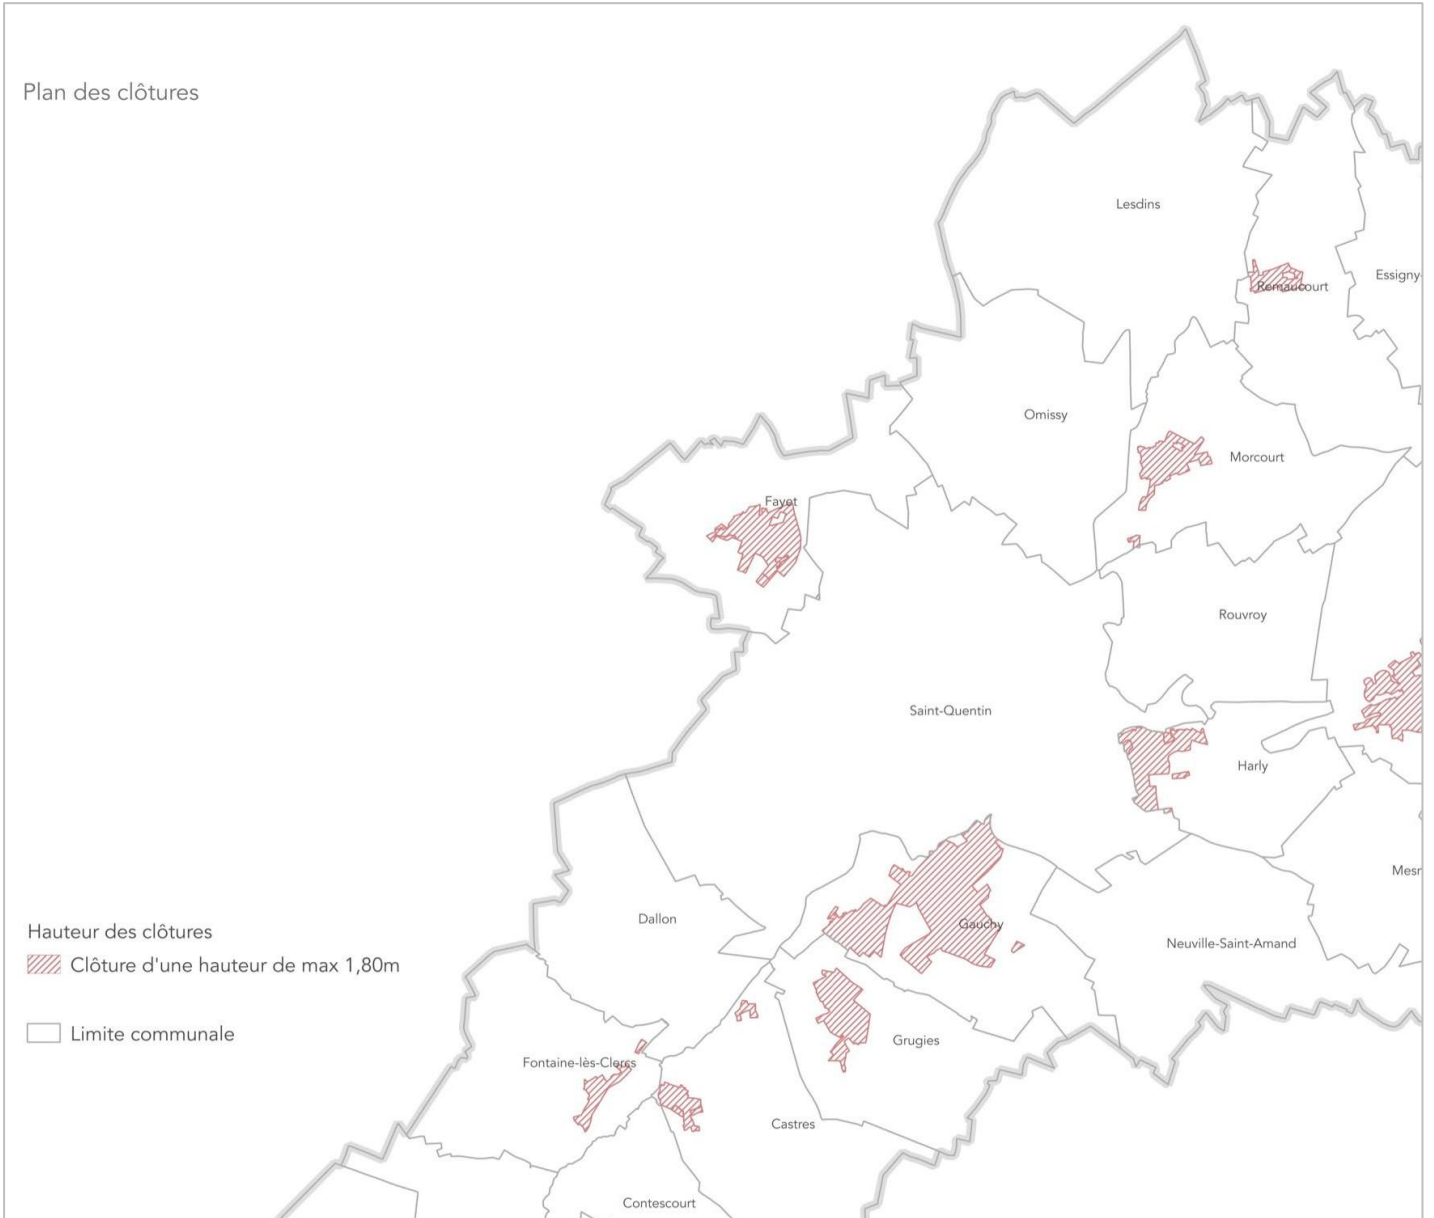 Plan des clôtures
Lesdins
Essigny-
Remaucourt
Omissy
Morcourt
Fayet
Rouvroy
Saint-Quentin
Harly
Mesr
Dallon
Gauchy
Neuville-Saint-Amand
Hauteur des clôtures
Clôture d'une hauteur de max 1,80m
Limite communale
Grugies
Fontaine-lès-Clercs
Castres
Contescourt